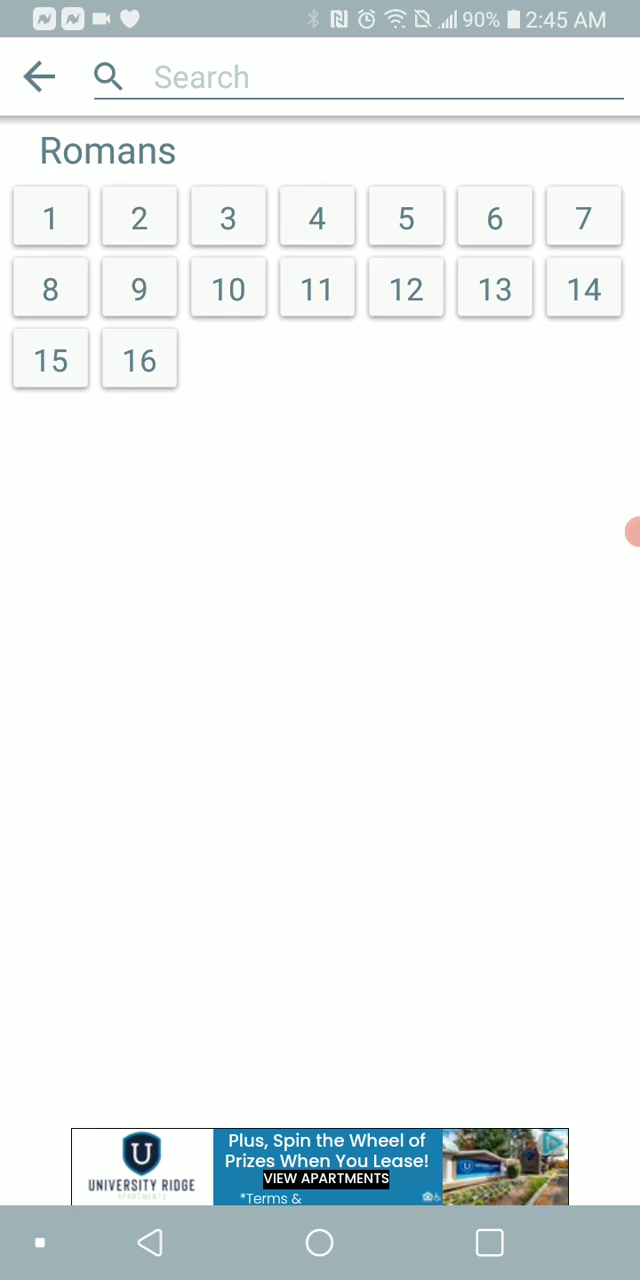 90% 2:45 AM
Search
Romans
1 2 3 4 5 6 7
8 9 10 11 12 13 14
15 16
U
UNIVERSITY RIDGE
APARTMENTS
Plus, Spin the Wheel of
Prizes When You Lease!
VIEW APARTMENTS
*Terms &